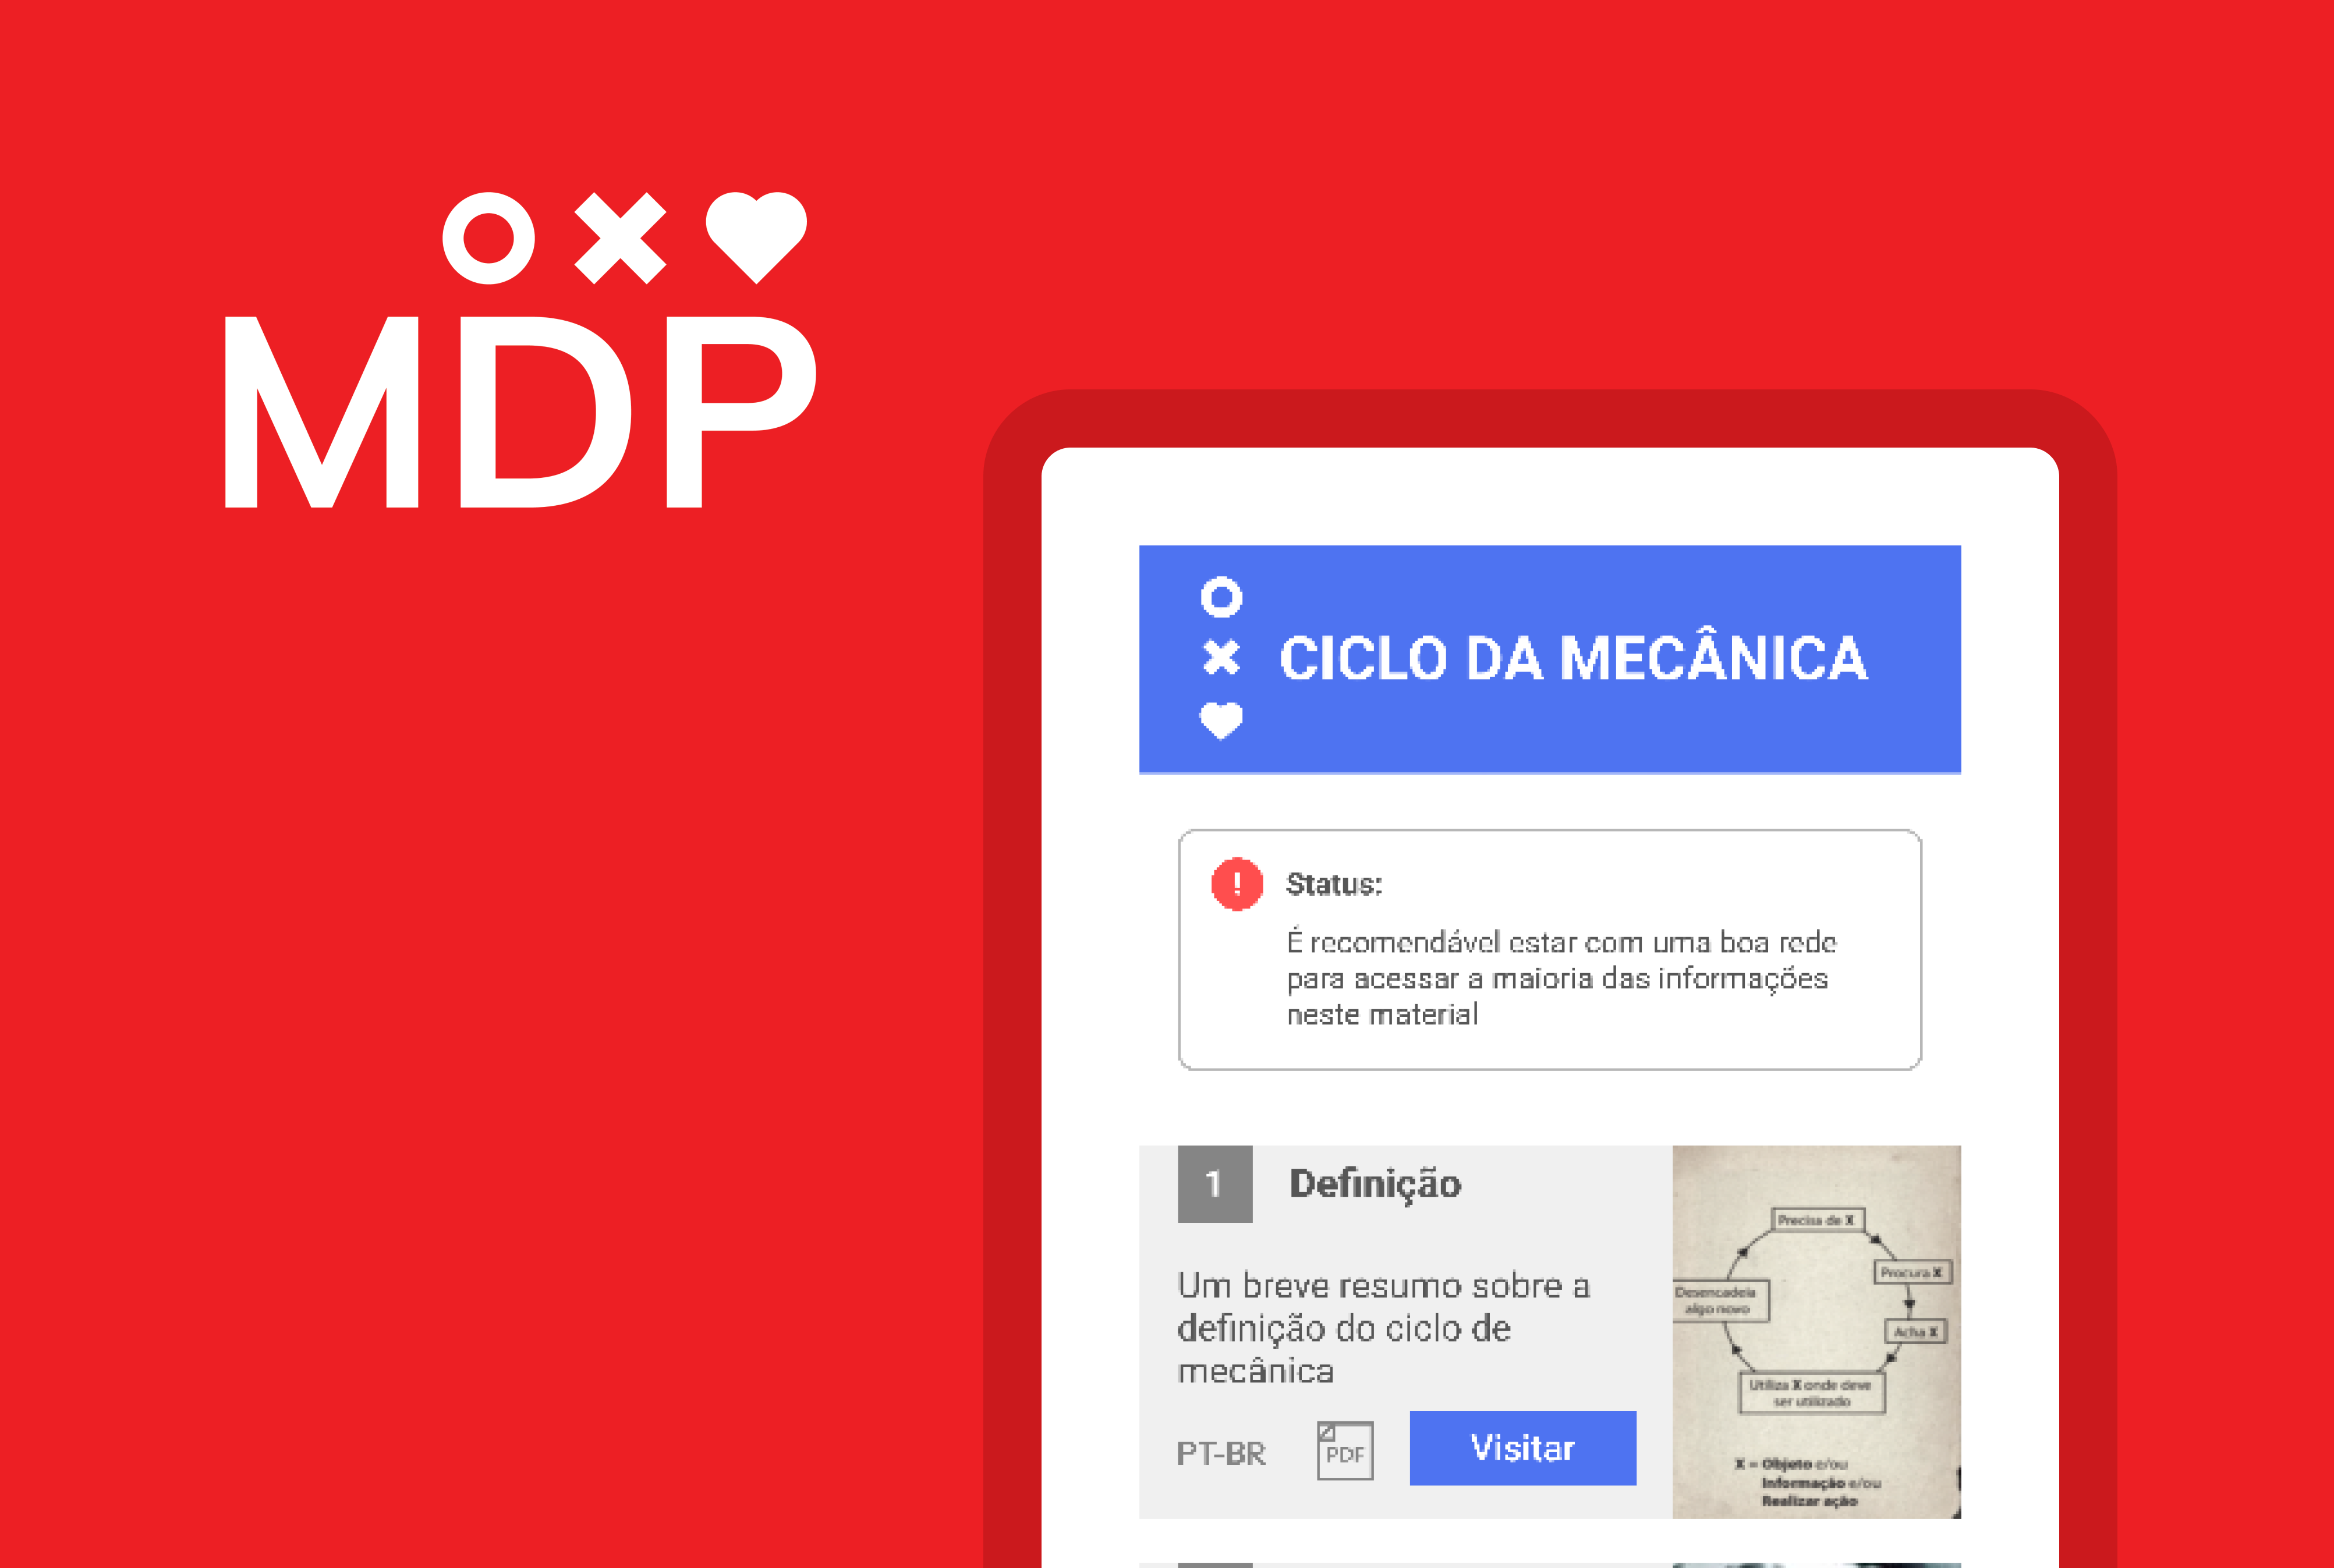 MDP
CICLO DA MECÂNICA
!
Status:
É recomendável estar com uma boa rede
para acessar a maioria das informações
neste material
1
Definição
Um breve resumo sobre a
definição do ciclo de
mecânica
PT-BR
PDF
Visitar
Precisa de X
Procura X
Desencadeia
algo novo
Acha X
Utiliza X onde deve
ser utilizado
X = Objeto e/ou
Informação e/ou
Realizar ação